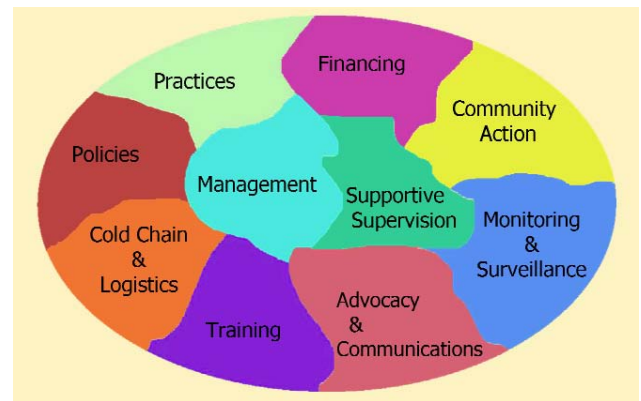 Practices
Financing
Community
Action
Policies
Management
Supportive
Supervision
Monitoring
&
Surveillance
Cold Chain
&
Logistics
Training
Advocacy
&
Communications